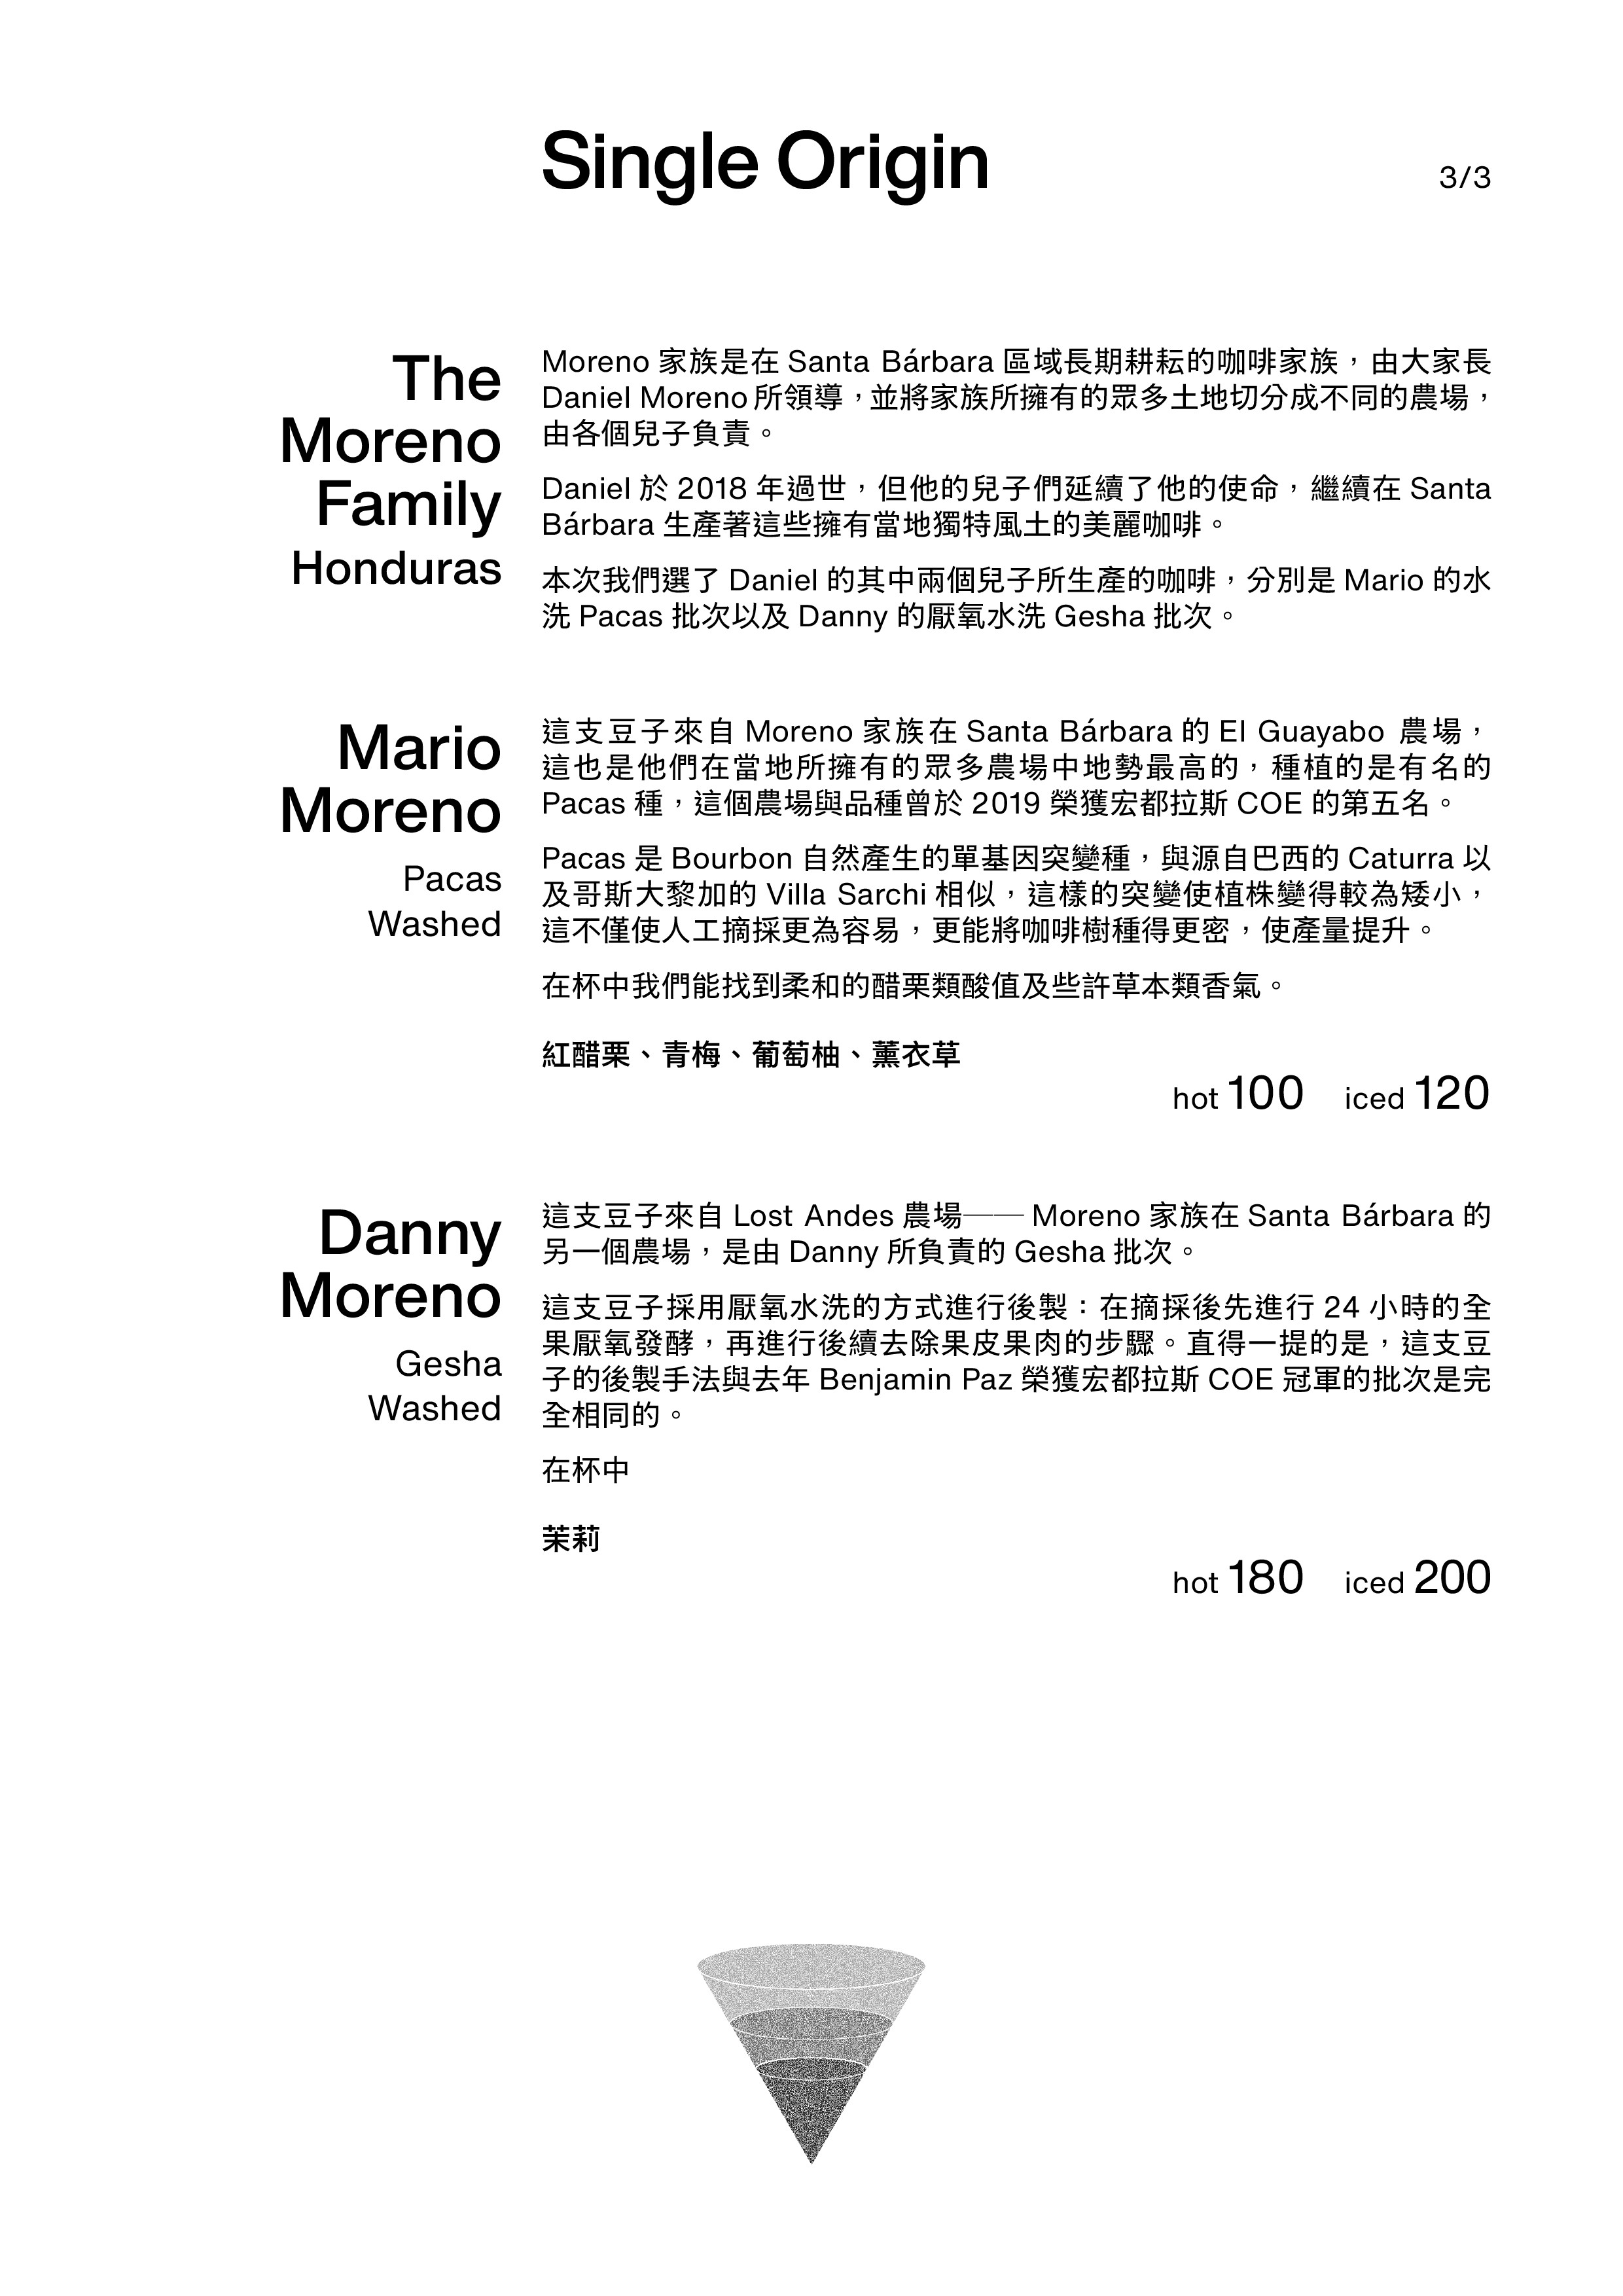 Single Origin
3/3
The
Moreno
Family
Honduras
Moreno 家族是在 Santa Bárbara 區域長期耕耘的咖啡家族，由大家長
Daniel Moreno 所領導，並將家族所擁有的眾多土地切分成不同的農場，
由各個兒子負責。
Daniel 於 2018 年過世，但他的兒子們延續了他的使命，繼續在 Santa
Bárbara 生產著這些擁有當地獨特風土的美麗咖啡。
本次我們選了 Daniel 的其中兩個兒子所生產的咖啡，分別是 Mario 的水
洗 Pacas 批次以及 Danny 的厭氧水洗 Gesha 批次。
Mario
Moreno
Pacas
Washed
這支豆子來自 Moreno 家族在 Santa Bárbara 的 El Guayabo 農場，
這也是他們在當地所擁有的眾多農場中地勢最高的，種植的是有名的
Pacas 種，這個農場與品種曾於 2019 榮獲宏都拉斯 COE 的第五名。
Pacas 是 Bourbon 自然產生的單基因突變種，與源自巴西的 Caturra 以
及哥斯大黎加的 Villa Sarchi 相似，這樣的突變使植株變得較為矮小，
這不僅使人工摘採更為容易，更能將咖啡樹種得更密，使產量提升。
在杯中我們能找到柔和的醋栗類酸值及些許草本類香氣。
紅醋栗、青梅、葡萄柚、薰衣草
hot 100 iced 120
Danny
Moreno
Gesha
Washed
這支豆子來自 Lost Andes 農場—— Moreno 家族在 Santa Bárbara 的
另一個農場，是由 Danny 所負責的 Gesha 批次。
這支豆子採用厭氧水洗的方式進行後製：在摘採後先進行 24 小時的全
果厭氧發酵，再進行後續去除果皮果肉的步驟。直得一提的是，這支豆
子的後製手法與去年 Benjamin Paz 榮獲宏都拉斯 COE 冠軍的批次是完
全相同的。
在杯中
茉莉
hot 180 iced 200